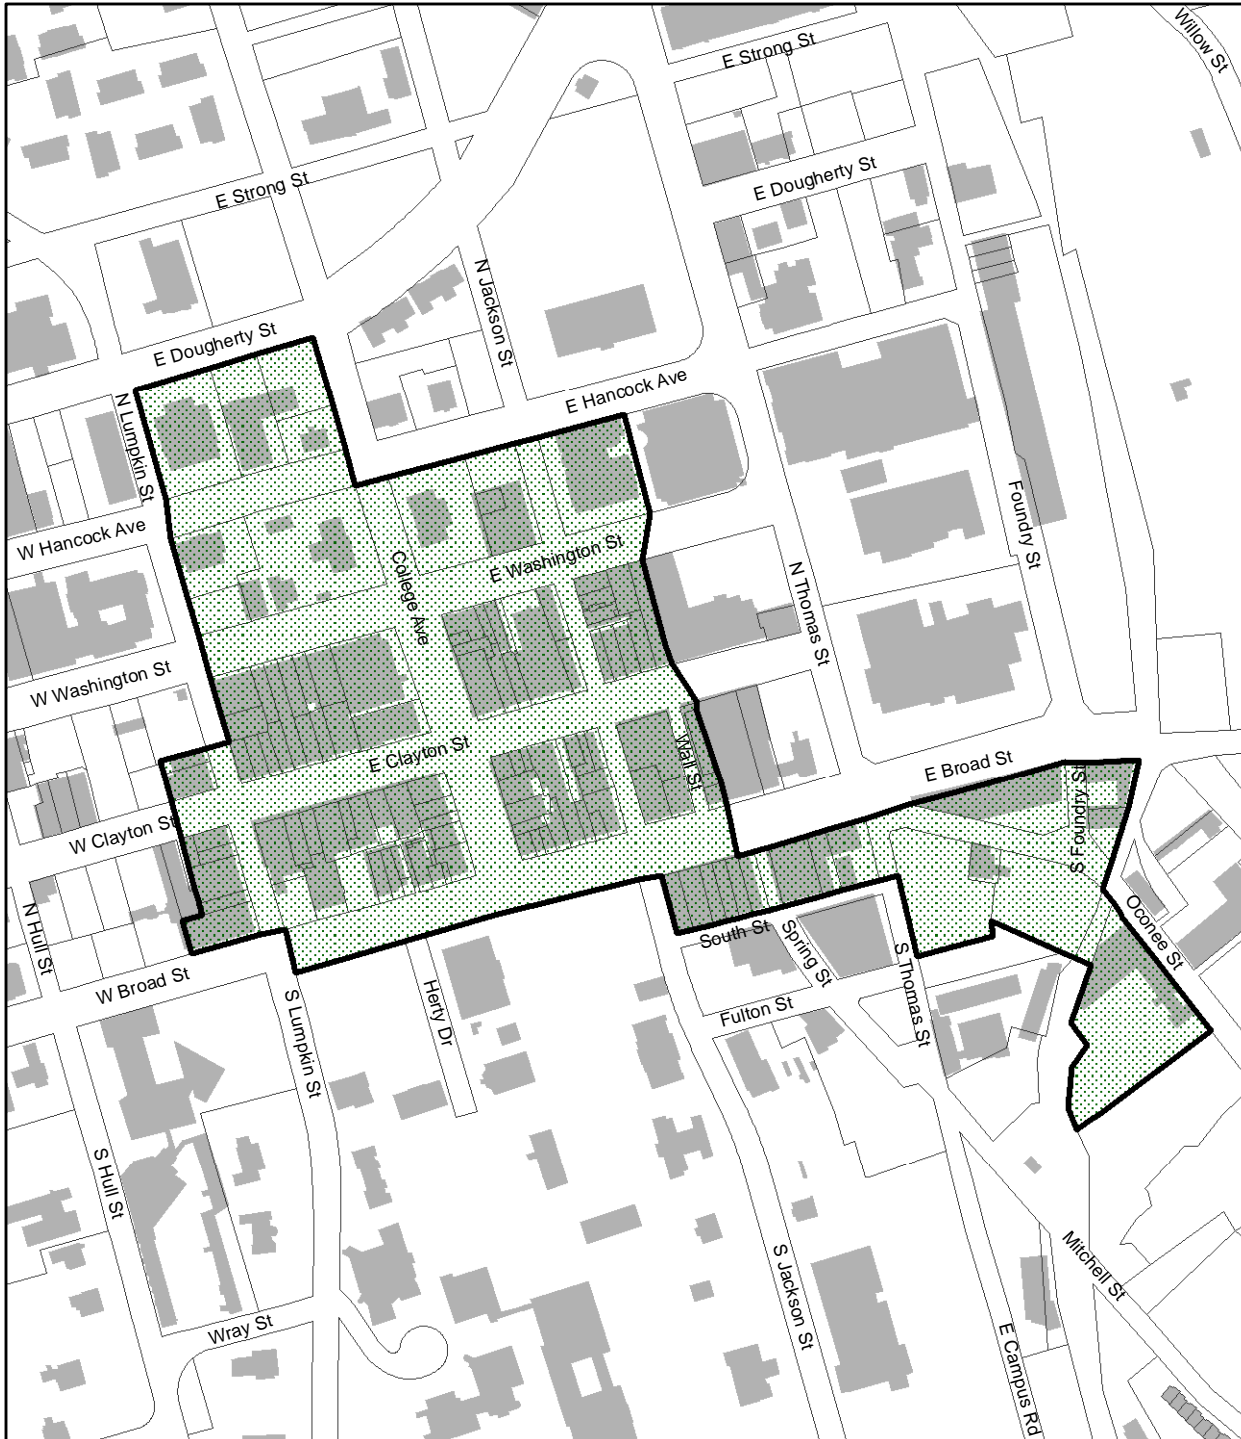 Willow St
E Strong St
E Dougherty St
E Strong St
N Jackson St
E Dougherty St
E Hancock Ave
N Lumpkin St
W Hancock Ave
Foundry St
E Washington St
College Ave
N Thomas St
W Washington St
E Clayton St
Wall St
E Broad St
S Foundry St
W Clayton St
N Hull St
South St
Spring St
S Thomas St
Oconee St
W Broad St
S Lumpkin St
Herty Dr
Fulton St
S Hull St
Mitchell St
S Jackson St
Wray St
E Campus Rd